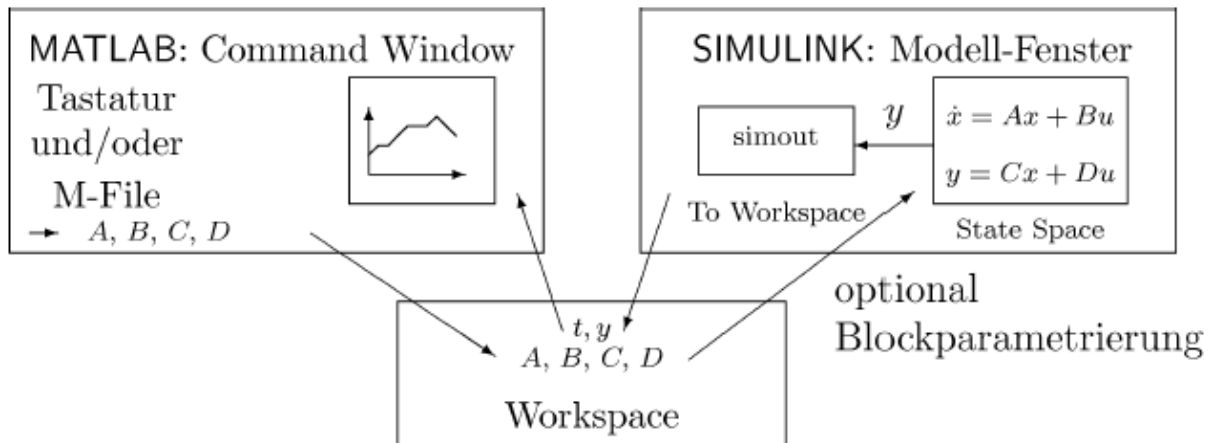 MATLAB: Command Window
Tastatur
und/oder
M-File
A, B, C, D
SIMULINK: Modell-Fenster
simout
y
ẋ = Ax + Bu
y = Cx + Du
To Workspace
State Space
optional
Blockparametrierung
t, y
A, B, C, D
Workspace